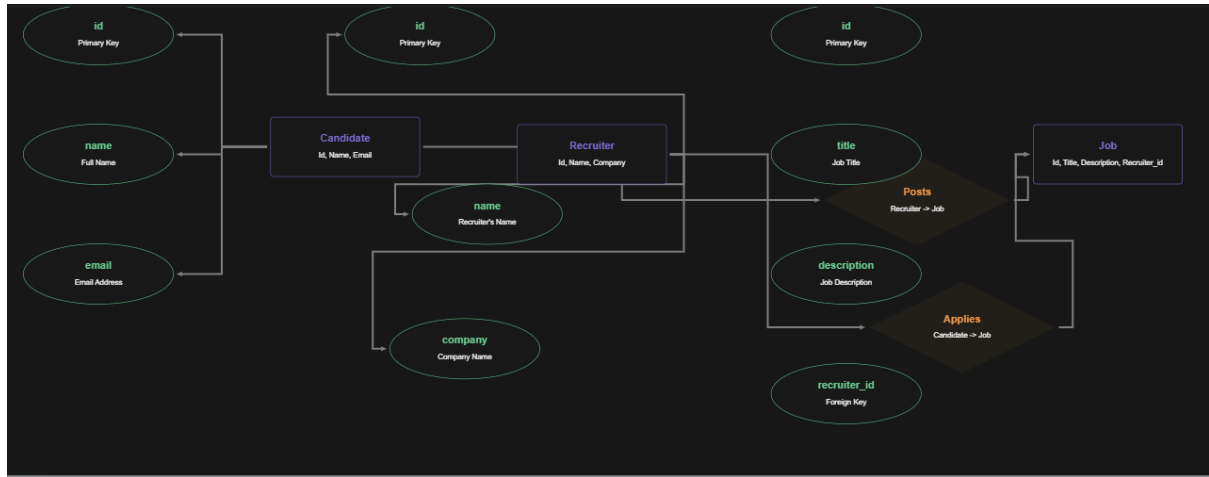 id
Primary Key
id
Primary Key
id
Primary Key
name
Full Name
Candidate
Id, Name, Email
Recruiter
Id, Name, Company
title
Job Title
Job
Id, Title, Description, Recruiter_id
name
Recruiter's Name
Posts
Recruiter -> Job
email
Email Address
description
Job Description
company
Company Name
Applies
Candidate -> Job
recruiter_id
Foreign Key